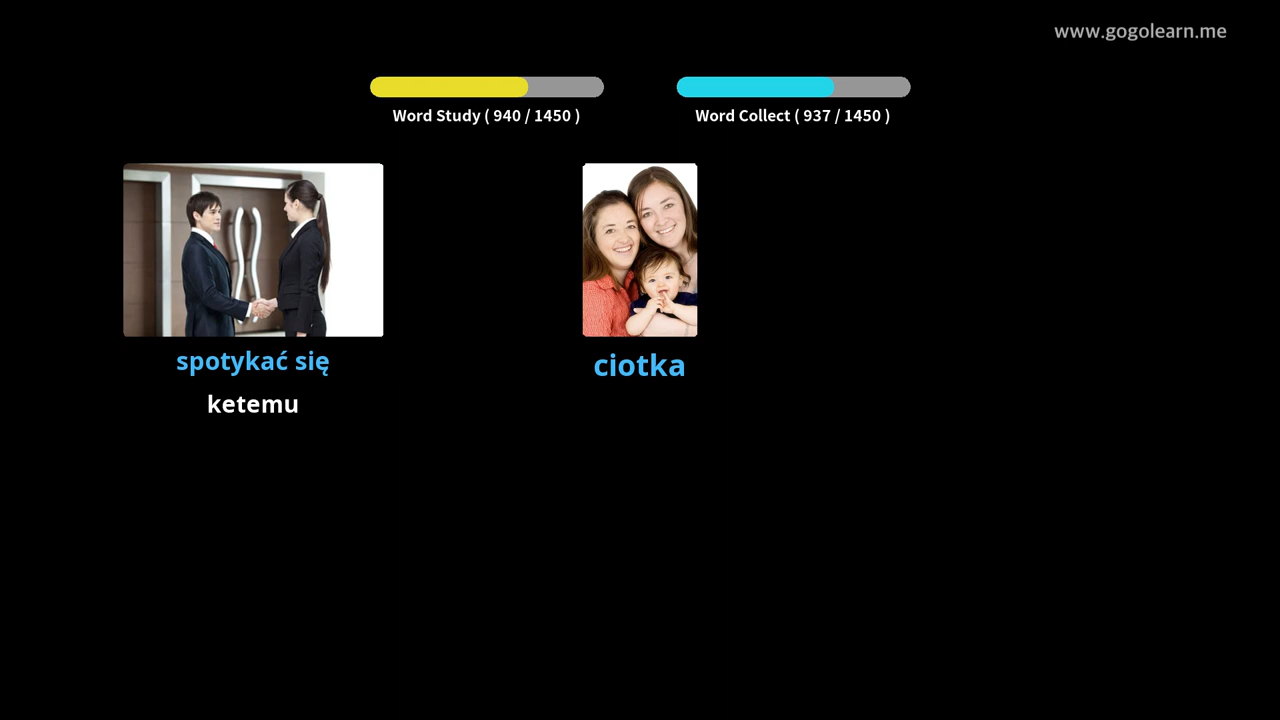 www.gogolearn.me
Word Study ( 940 / 1450 )
Word Collect ( 937 / 1450 )
spotykać się
ketemu
ciotka